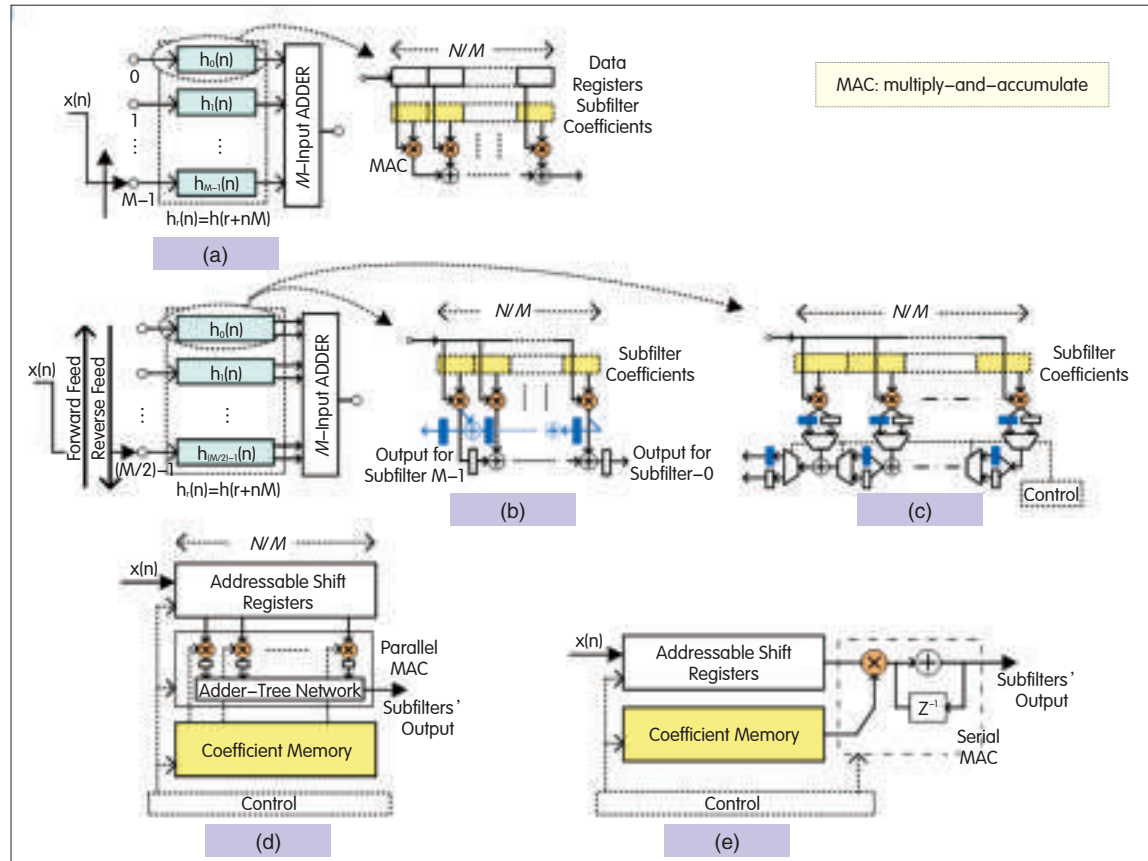 x(n)
0
1
M–1
h₀(n)
h₁(n)
h_M–1(n)
hᵣ(n)=h(r+nM)
M–Input ADDER
N/M
Data
Registers
Subfilter
Coefficients
MAC
MAC: multiply–and–accumulate
(a)
x(n)
Forward Feed
Reverse Feed
(M/2)–1
h₀(n)
h₁(n)
h_(M/2)–1(n)
hᵣ(n)=h(r+nM)
M–Input ADDER
N/M
Subfilter
Coefficients
Output for
Subfilter M–1
Output for
Subfilter–0
(b)
N/M
Subfilter
Coefficients
Control
(c)
N/M
x(n)
Addressable Shift
Registers
Parallel
MAC
Adder–Tree Network
Subfilters'
Output
Coefficient Memory
Control
(d)
x(n)
Addressable Shift
Registers
Coefficient Memory
Z⁻¹
Subfilters'
Output
Serial
MAC
Control
(e)